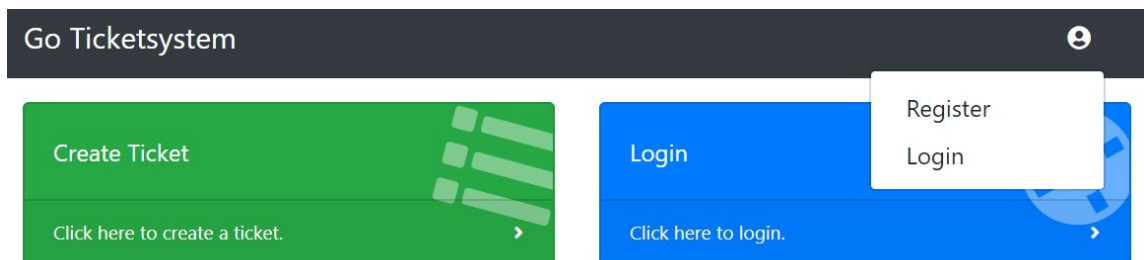 Go Ticketsystem
Register
Login
Create Ticket
Click here to create a ticket.
Login
Click here to login.